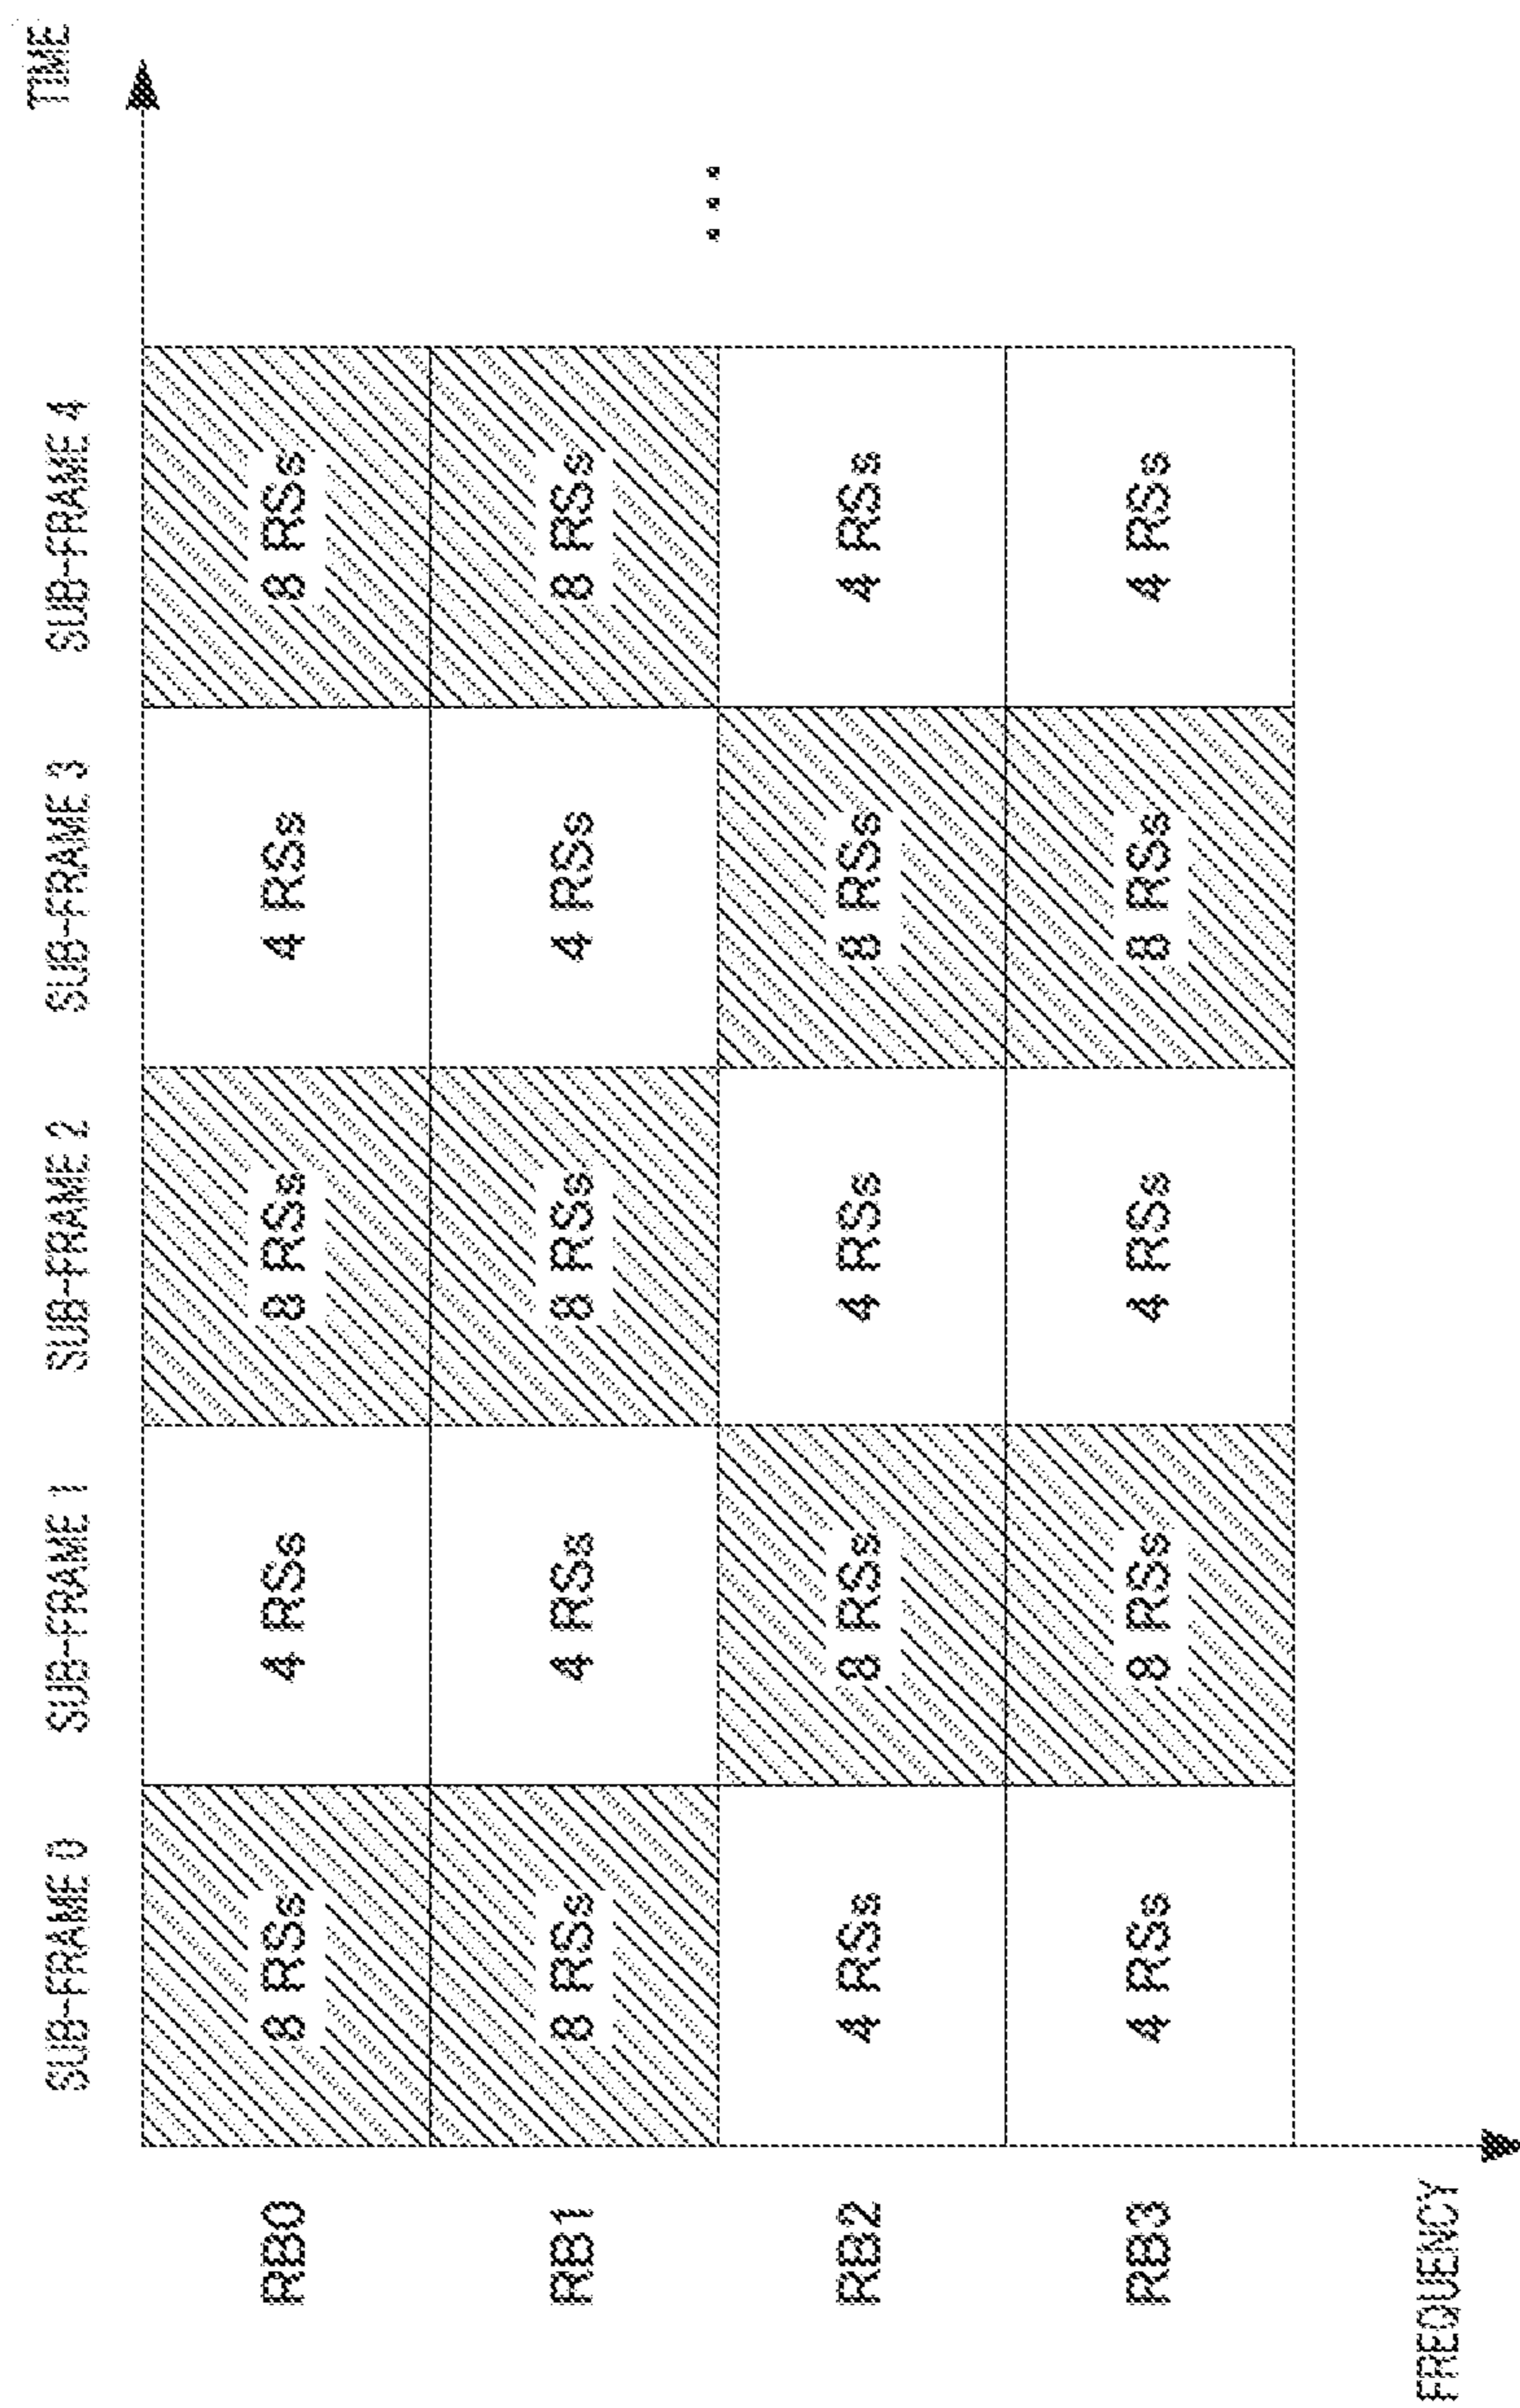 SUB-FRAME 0 SUB-FRAME 1 SUB-FRAME 2 SUB-FRAME 3 SUB-FRAME 4 TIME
RB0 8 RSs 4 RSs 8 RSs 4 RSs 8 RSs
RB1 8 RSs 4 RSs 8 RSs 4 RSs 8 RSs
...
RB2 4 RSs 8 RSs 4 RSs 8 RSs 4 RSs
RB3 4 RSs 8 RSs 4 RSs 8 RSs 4 RSs
FREQUENCY